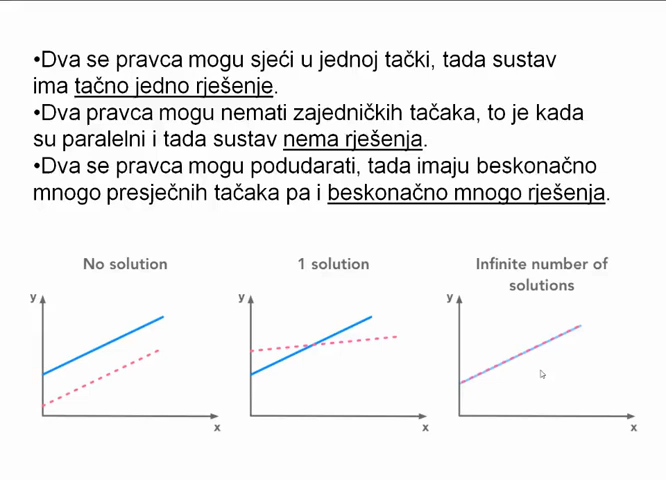 •Dva se pravca mogu sjeći u jednoj tački, tada sustav
ima tačno jedno rješenje.
•Dva pravca mogu nemati zajedničkih tačaka, to je kada
su paralelni i tada sustav nema rješenja.
•Dva se pravca mogu podudarati, tada imaju beskonačno
mnogo presječnih tačaka pa i beskonačno mnogo rješenja.
No solution
1 solution
Infinite number of
solutions
y
y
y
x
x
x